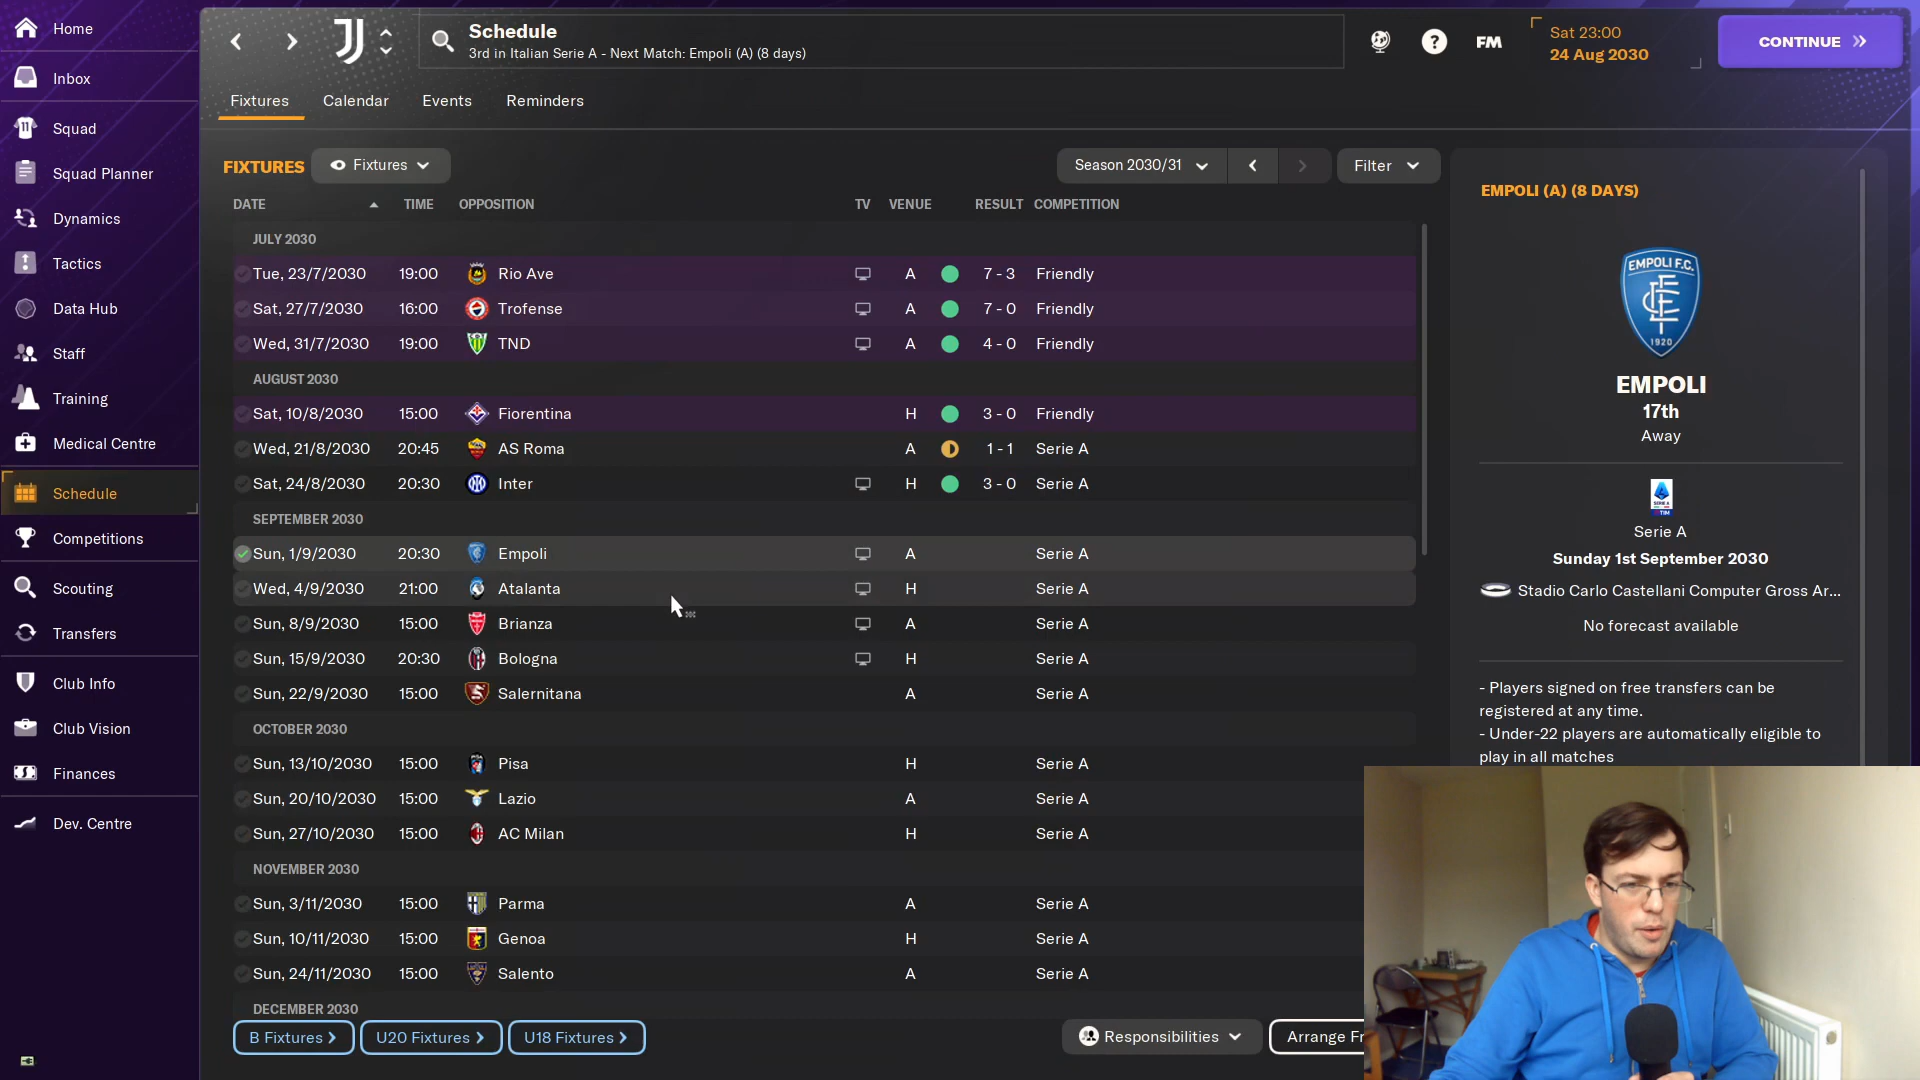 Home
Inbox
Squad
Squad Planner
Dynamics
Tactics
Data Hub
Staff
Training
Medical Centre
Schedule
Competitions
Scouting
Transfers
Club Info
Club Vision
Finances
Dev. Centre
Schedule
3rd in Italian Serie A - Next Match: Empoli (A) (8 days)
?
FM
Sat 23:00
24 Aug 2030
CONTINUE
Fixtures Calendar Events Reminders
FIXTURES Fixtures Season 2030/31 Filter
DATE TIME OPPOSITION TV VENUE RESULT COMPETITION
JULY 2030
Tue, 23/7/2030 19:00 Rio Ave A 7 - 3 Friendly
Sat, 27/7/2030 16:00 Trofense A 7 - 0 Friendly
Wed, 31/7/2030 19:00 TND A 4 - 0 Friendly
AUGUST 2030
Sat, 10/8/2030 15:00 Fiorentina H 3 - 0 Friendly
Wed, 21/8/2030 20:45 AS Roma A 1 - 1 Serie A
Sat, 24/8/2030 20:30 Inter H 3 - 0 Serie A
SEPTEMBER 2030
Sun, 1/9/2030 20:30 Empoli A Serie A
Wed, 4/9/2030 21:00 Atalanta H Serie A
Sun, 8/9/2030 15:00 Brianza A Serie A
Sun, 15/9/2030 20:30 Bologna H Serie A
Sun, 22/9/2030 15:00 Salernitana A Serie A
OCTOBER 2030
Sun, 13/10/2030 15:00 Pisa H Serie A
Sun, 20/10/2030 15:00 Lazio A Serie A
Sun, 27/10/2030 15:00 AC Milan H Serie A
NOVEMBER 2030
Sun, 3/11/2030 15:00 Parma A Serie A
Sun, 10/11/2030 15:00 Genoa H Serie A
Sun, 24/11/2030 15:00 Salento A Serie A
DECEMBER 2030
B Fixtures U20 Fixtures U18 Fixtures Responsibilities Arrange Fr
EMPOLI (A) (8 DAYS)
EMPOLI F.C.
1920
EMPOLI
17th
Away
Serie A
Sunday 1st September 2030
Stadio Carlo Castellani Computer Gross Ar...
No forecast available
- Players signed on free transfers can be
registered at any time.
- Under-22 players are automatically eligible to
play in all matches